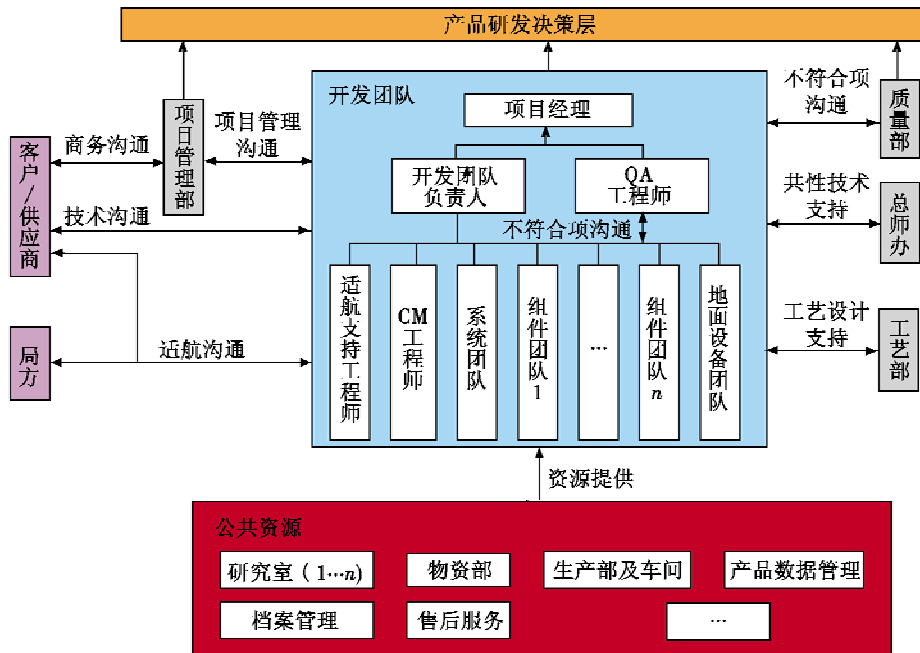 产品研发决策层
开发团队
项目经理
开发团队
负责人
QA
工程师
不符合项沟通
适航支持工程师
CM工程师
系统团队
组件团队1
…
组件团队n
地面设备团队
客户/供应商
局方
项目管理部
商务沟通
项目管理
沟通
技术沟通
适航沟通
不符合项
沟通
质量部
共性技术
支持
总师办
工艺设计
支持
工艺部
资源提供
公共资源
研究室（1…n)
物资部
生产部及车问
产品数据管理
档案管理
售后服务
…